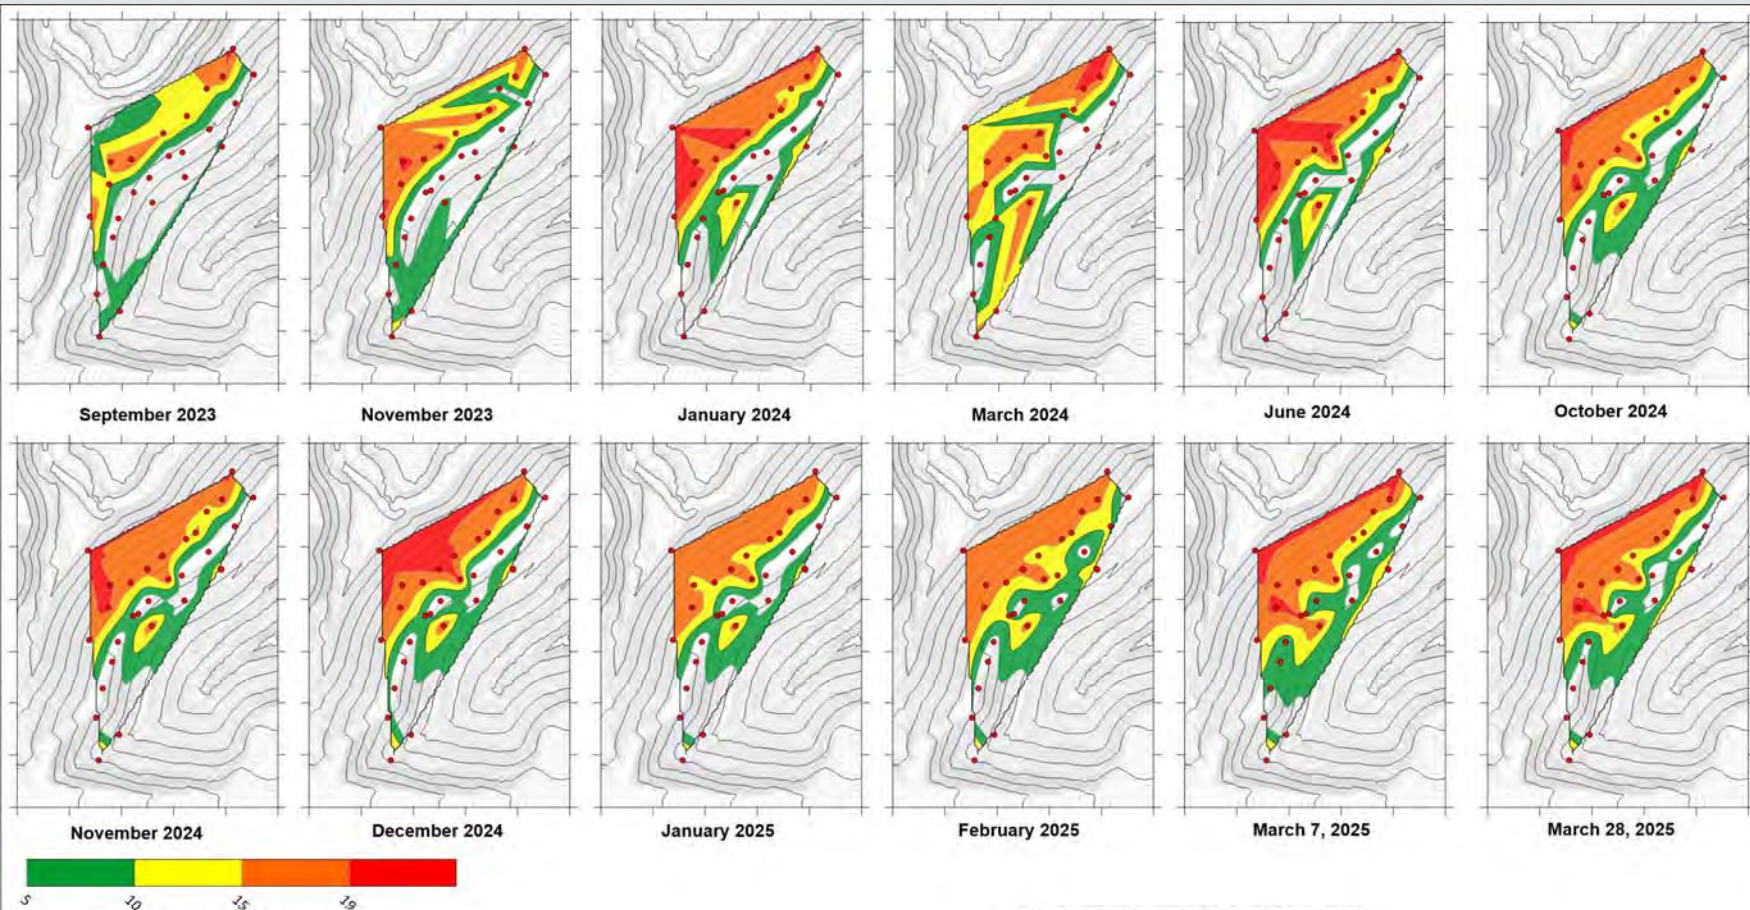 September 2023
November 2023
January 2024
March 2024
June 2024
October 2024
November 2024
December 2024
January 2025
February 2025
March 7, 2025
March 28, 2025
5
10
15
19